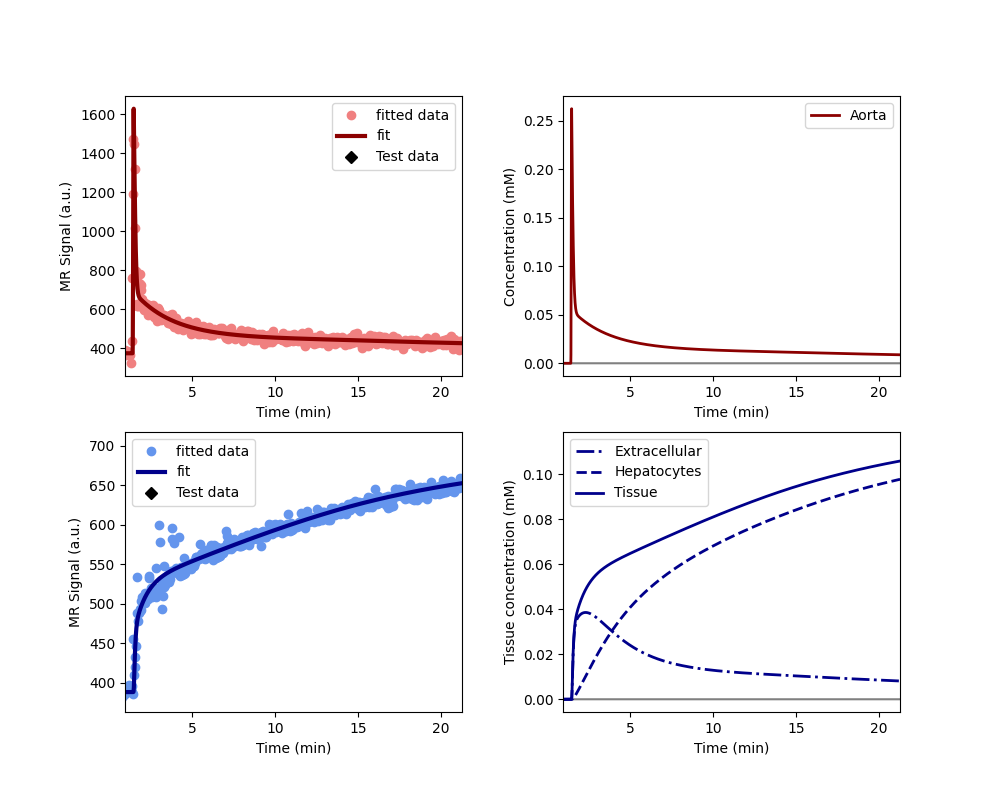 MR Signal (a.u.)
1600
1400
1200
1000
800
600
400
5
10
15
20
Time (min)
fitted data
fit
Test data
Concentration (mM)
0.25
0.20
0.15
0.10
0.05
0.00
5
10
15
20
Time (min)
Aorta
MR Signal (a.u.)
700
650
600
550
500
450
400
5
10
15
20
Time (min)
fitted data
fit
Test data
Tissue concentration (mM)
0.10
0.08
0.06
0.04
0.02
0.00
5
10
15
20
Time (min)
Extracellular
Hepatocytes
Tissue